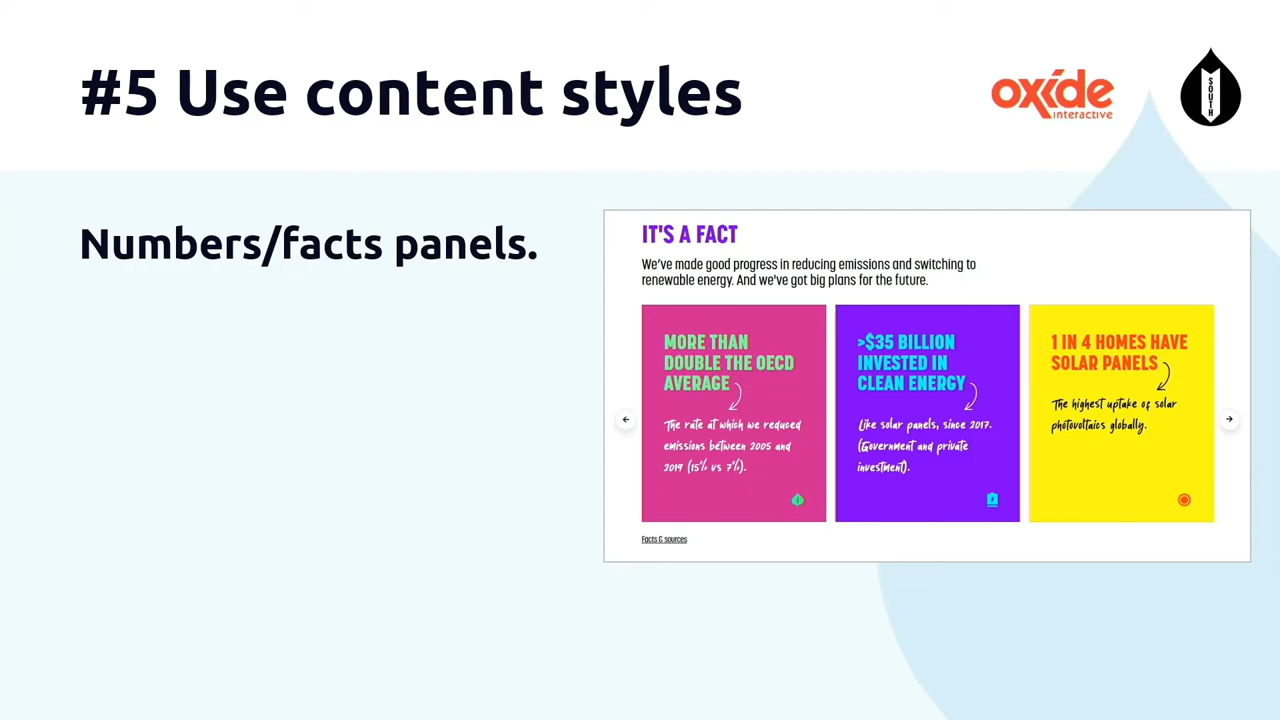 #5 Use content styles
oxide
interactive
SOUTH
Numbers/facts panels.
IT'S A FACT
We've made good progress in reducing emissions and switching to
renewable energy. And we've got big plans for the future.
MORE THAN
DOUBLE THE OECD
AVERAGE
The rate at which we reduced
emissions between 2005 and
2019 (15% vs 7%).
>$35 BILLION
INVESTED IN
CLEAN ENERGY
Like solar panels, since 2017.
(Government and private
investment).
1 IN 4 HOMES HAVE
SOLAR PANELS
The highest uptake of solar
photovoltaics globally.
Facts & sources